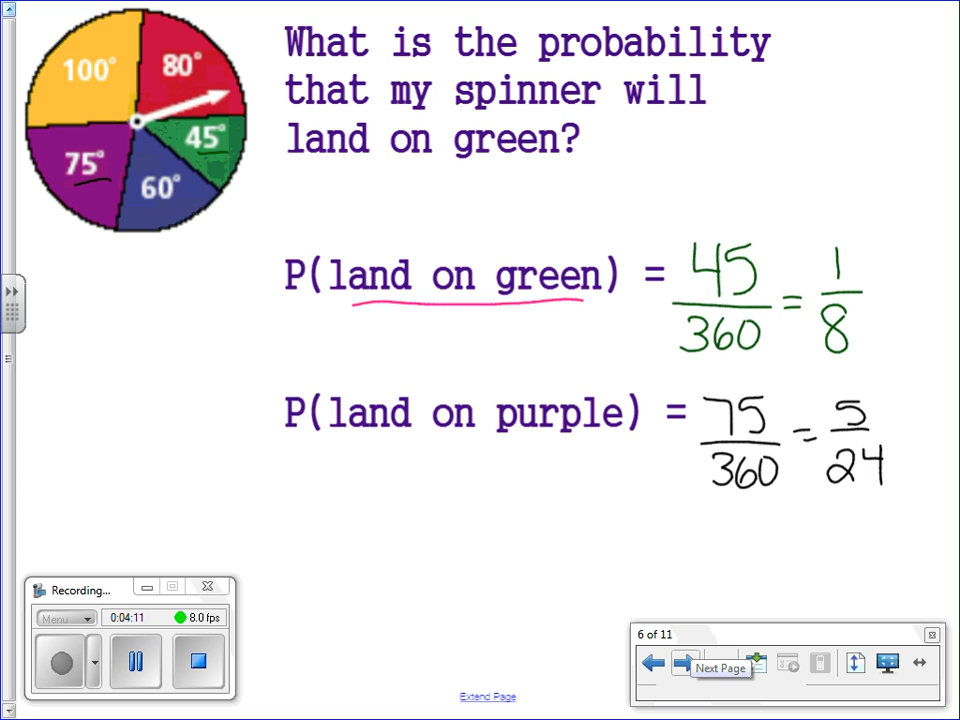 What is the probability
that my spinner will
land on green?
100°
80°
45°
75°
60°
P(land on green) = 45/360 = 1/8
P(land on purple) = 75/360 = 5/24
Recording...
Menu
0:04:11
8.0 fps
6 of 11
Next Page
Extend Page